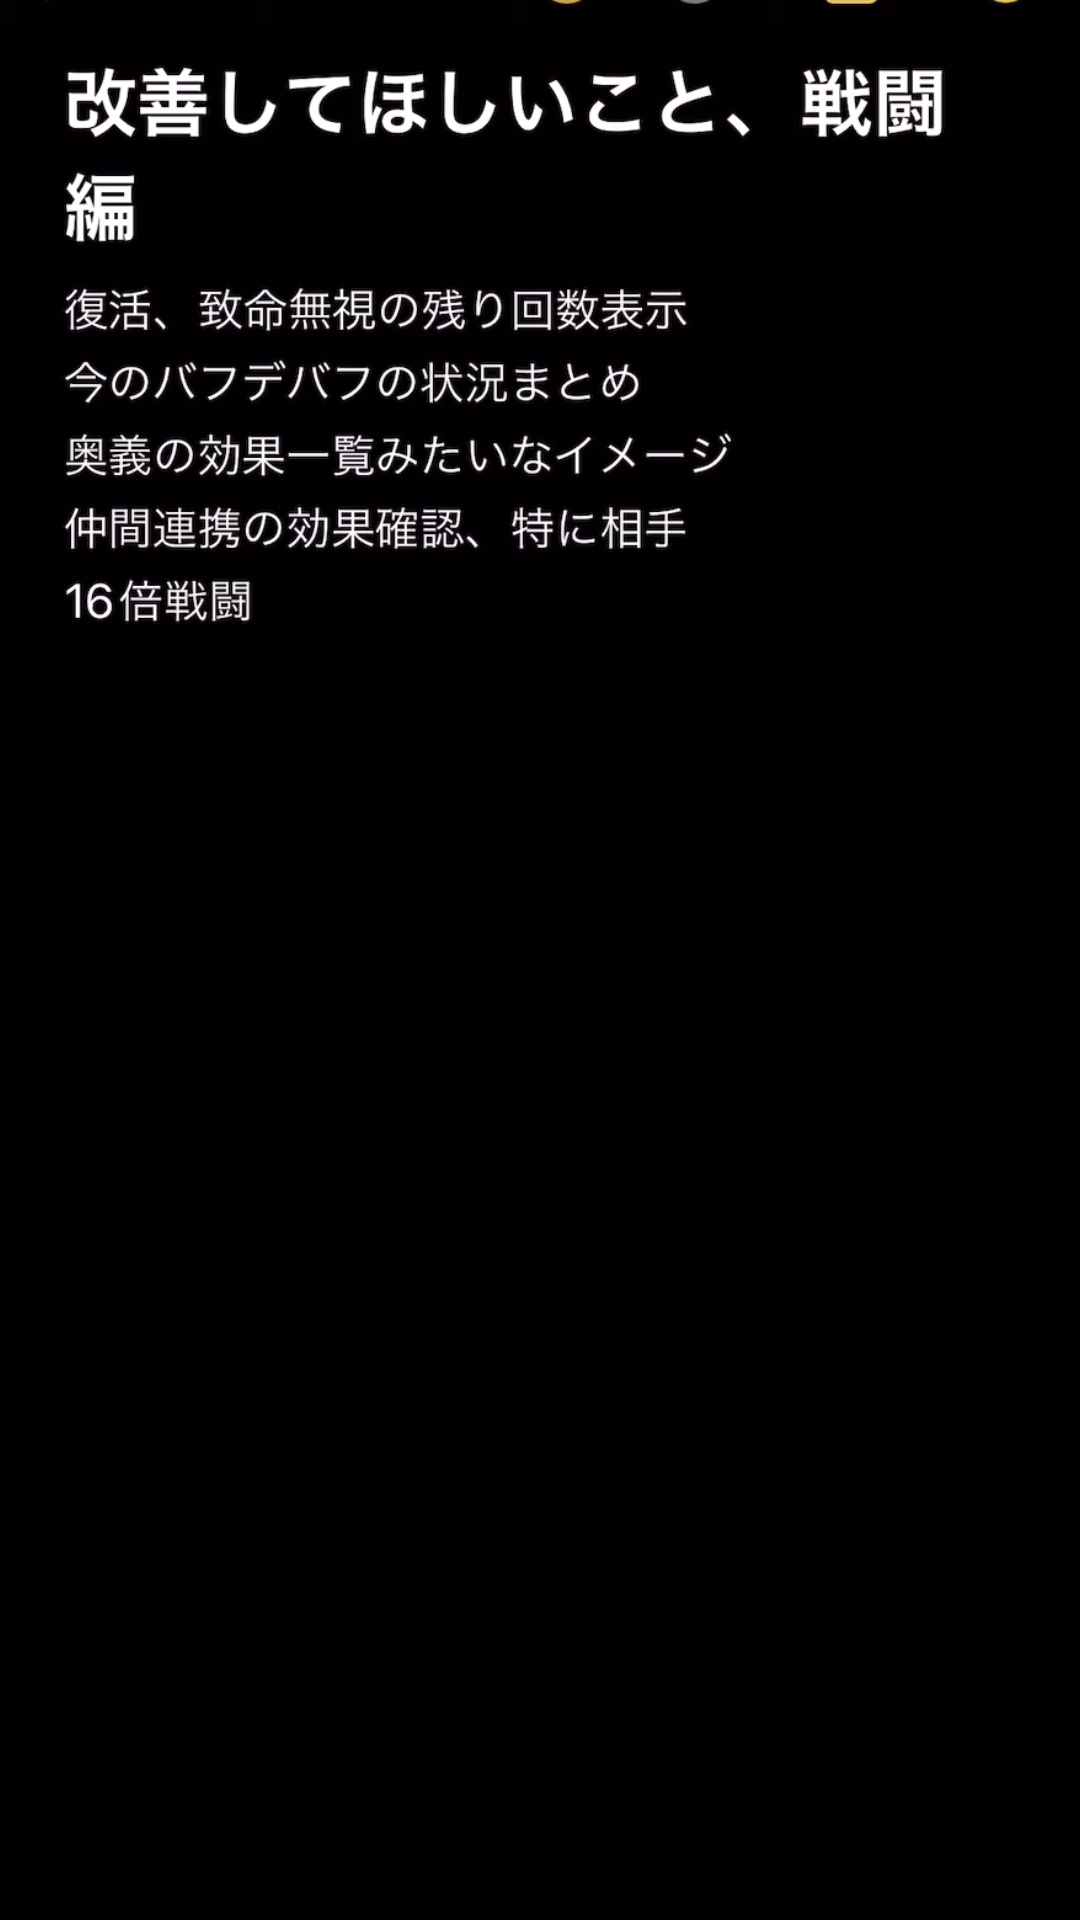 改善してほしいこと、戦闘
編
復活、致命無視の残り回数表示
今のバフデバフの状況まとめ
奥義の効果一覧みたいなイメージ
仲間連携の効果確認、特に相手
16倍戦闘